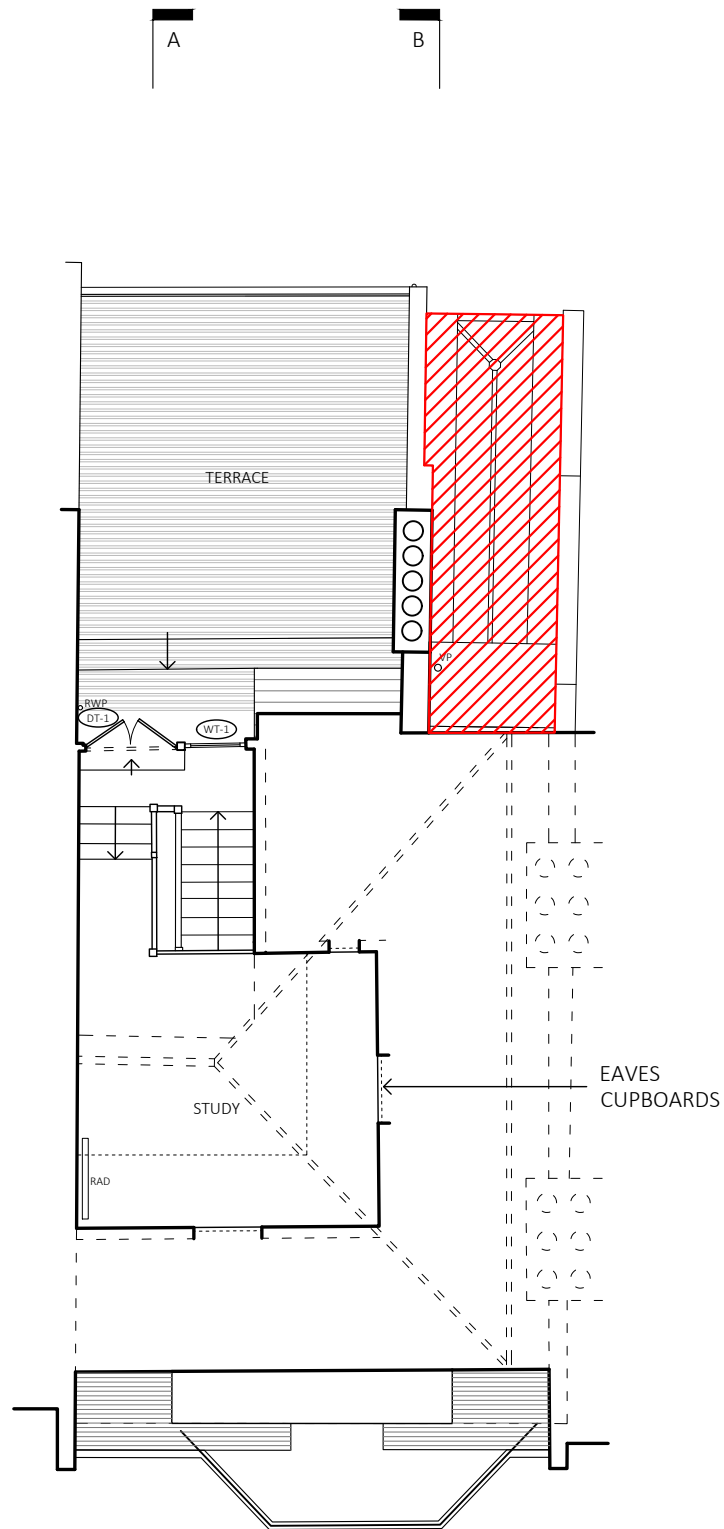 A
B
TERRACE
VP
RWP
DT-1
WT-1
EAVES
CUPBOARDS
STUDY
RAD